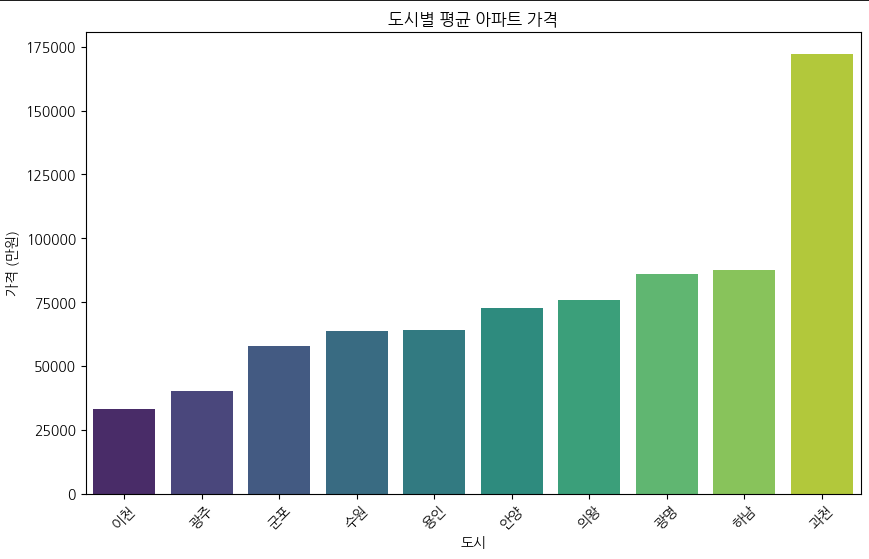 도시별 평균 아파트 가격
가격 (만원)
175000
150000
125000
100000
75000
50000
25000
0
이천 광주 군포 수원 용인 안양 의왕 광명 하남 과천
도시